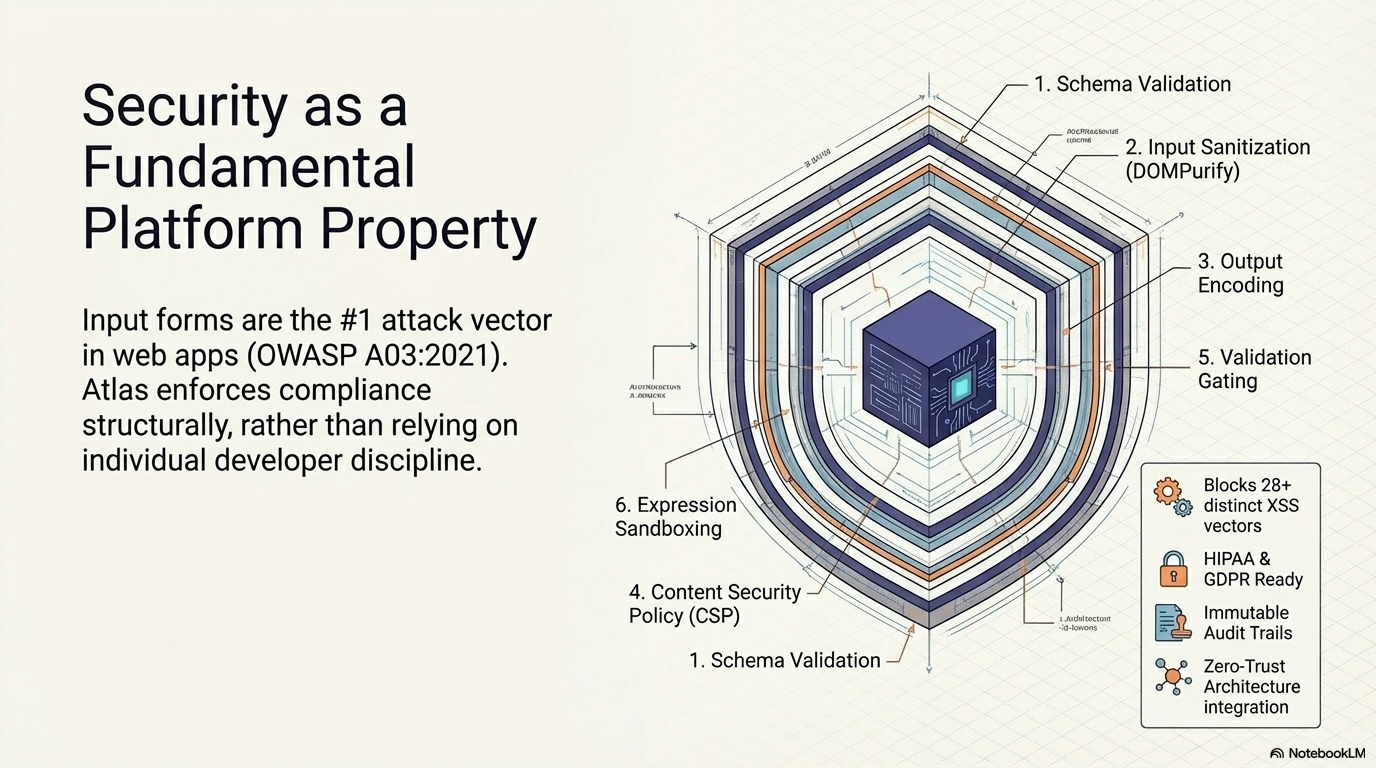 Security as a
Fundamental
Platform Property
Input forms are the #1 attack vector
in web apps (OWASP A03:2021).
Atlas enforces compliance
structurally, rather than relying on
individual developer discipline.
1. Schema Validation
2. Input Sanitization
(DOMPurify)
3. Output
Encoding
5. Validation
Gating
6. Expression
Sandboxing
4. Content Security
Policy (CSP)
1. Schema Validation
Blocks 28+
distinct XSS
vectors
HIPAA &
GDPR Ready
Immutable
Audit Trails
Zero-Trust
Architecture
integration
NotebookLM